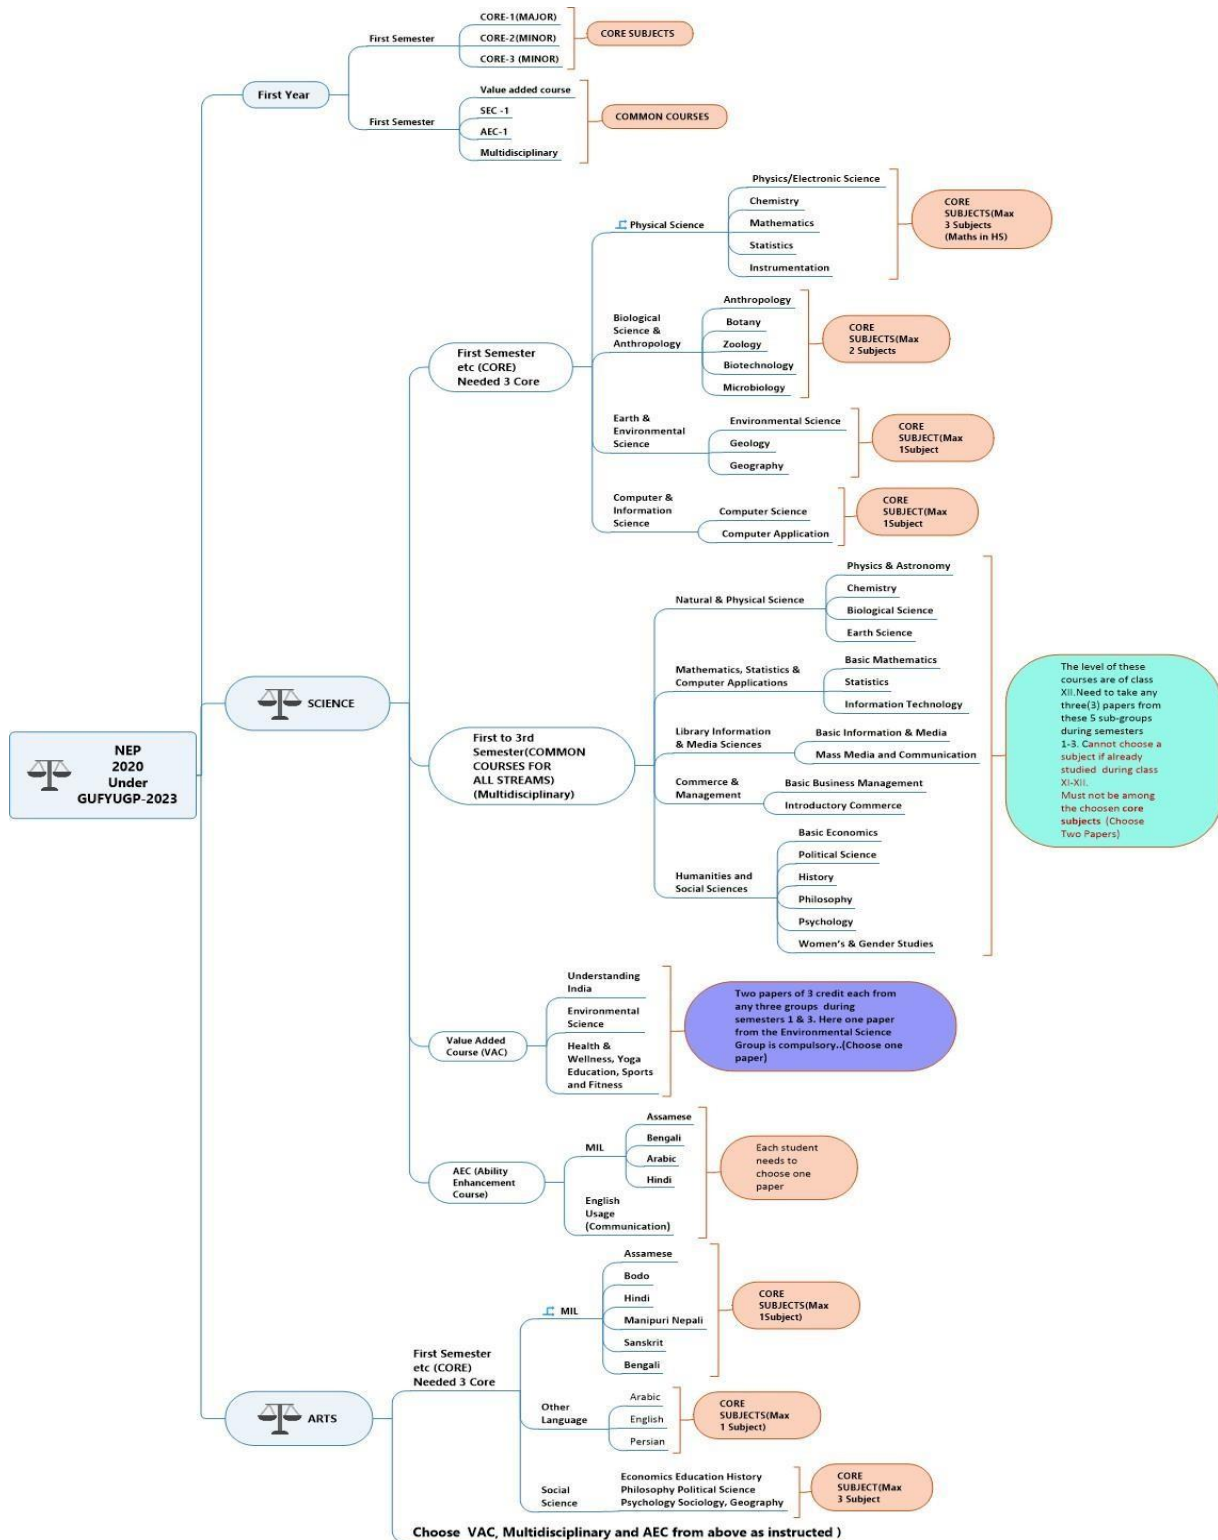 CORE-1(MAJOR)
First Semester
CORE-2(MINOR)
CORE-3 (MINOR)
CORE SUBJECTS
First Year
Value added course
SEC -1
First Semester
AEC-1
Multidisciplinary
COMMON COURSES
NEP
2020
Under
GUFYUGP-2023
SCIENCE
First Semester
etc (CORE)
Needed 3 Core
Physical Science
Physics/Electronic Science
Chemistry
Mathematics
Statistics
Instrumentation
CORE
SUBJECTS(Max
3 Subjects
(Maths in HS)
Biological
Science &
Anthropology
Anthropology
Botany
Zoology
Biotechnology
Microbiology
CORE
SUBJECTS(Max
2 Subjects
Earth &
Environmental
Science
Environmental Science
Geology
Geography
CORE
SUBJECT(Max
1Subject
Computer &
Information
Science
Computer Science
Computer Application
CORE
SUBJECT(Max
1Subject
First to 3rd
Semester(COMMON
COURSES FOR
ALL STREAMS)
(Multidisciplinary)
Natural & Physical Science
Physics & Astronomy
Chemistry
Biological Science
Earth Science
Mathematics, Statistics &
Computer Applications
Basic Mathematics
Statistics
Information Technology
Library Information
& Media Sciences
Basic Information & Media
Mass Media and Communication
Commerce &
Management
Basic Business Management
Introductory Commerce
Humanities and
Social Sciences
Basic Economics
Political Science
History
Philosophy
Psychology
Women's & Gender Studies
The level of these
courses are of class
XII.Need to take any
three(3) papers from
these 5 sub-groups
during semesters
1-3. Cannot choose a
subject if already
studied during class
XI-XII.
Must not be among
the choosen core
subjects (Choose
Two Papers)
Value Added
Course (VAC)
Understanding
India
Environmental
Science
Health &
Wellness, Yoga
Education, Sports
and Fitness
Two papers of 3 credit each from
any three groups during
semesters 1 & 3. Here one paper
from the Environmental Science
Group is compulsory..(Choose one
paper)
AEC (Ability
Enhancement
Course)
MIL
Assamese
Bengali
Arabic
Hindi
English
Usage
(Communication)
Each student
needs to
choose one
paper
ARTS
First Semester
etc (CORE)
Needed 3 Core
MIL
Assamese
Bodo
Hindi
Manipuri Nepali
Sanskrit
Bengali
CORE
SUBJECTS(Max
1Subject)
Other
Language
Arabic
English
Persian
CORE
SUBJECTS(Max
1 Subject)
Social
Science
Economics Education History
Philosophy Political Science
Psychology Sociology, Geography
CORE
SUBJECT(Max
3 Subject
Choose VAC, Multidisciplinary and AEC from above as instructed )